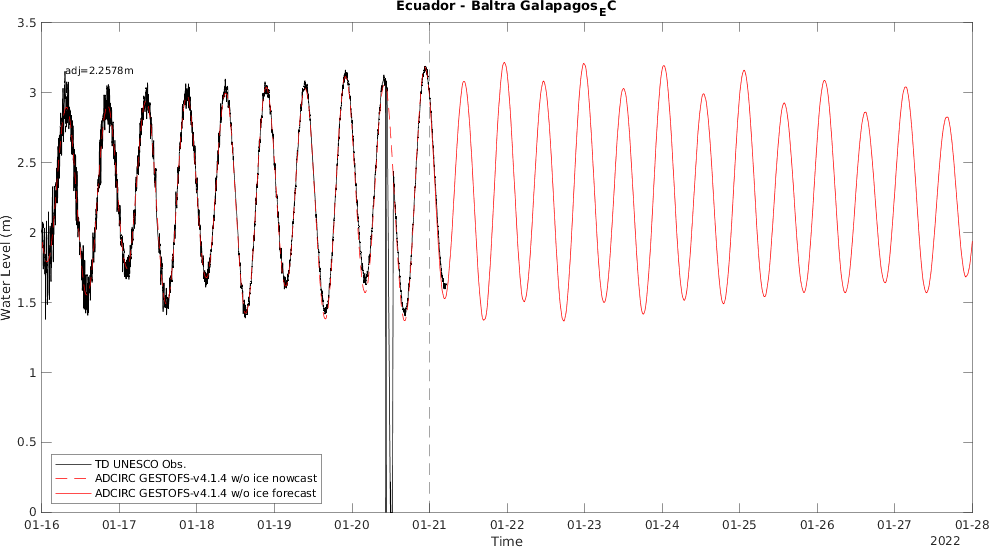 Ecuador - Baltra Galapagos_EC
3.5
adj=2.2578m
3
2.5
2
1.5
1
0.5
0
Water Level (m)
TD UNESCO Obs.
ADCIRC GESTOFS-v4.1.4 w/o ice nowcast
ADCIRC GESTOFS-v4.1.4 w/o ice forecast
01-16 01-17 01-18 01-19 01-20 01-21 01-22 01-23 01-24 01-25 01-26 01-27 01-28
Time
2022